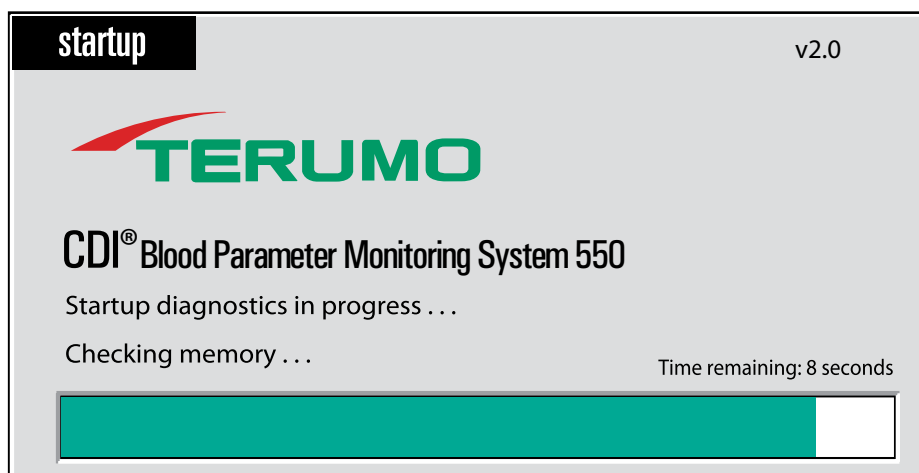 startup
v2.0
TERUMO
CDI® Blood Parameter Monitoring System 550
Startup diagnostics in progress . . .
Checking memory . . .
Time remaining: 8 seconds